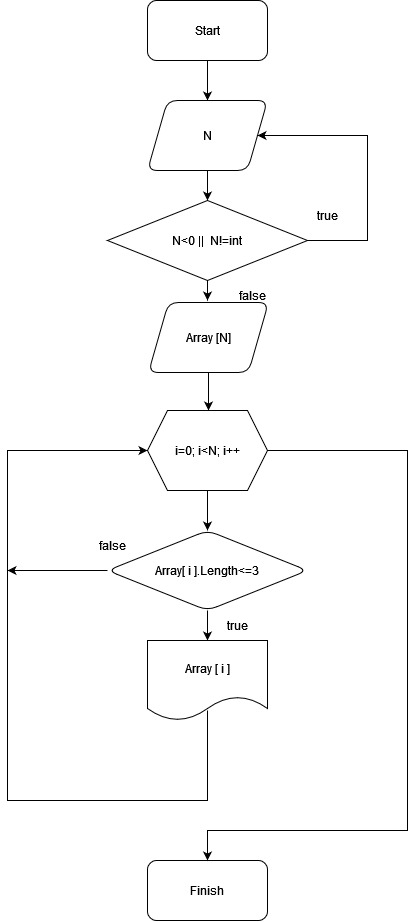 Start
N
true
N<0 || N!=int
false
Array [N]
i=0; i<N; i++
false
Array[ i ].Length<=3
true
Array [ i ]
Finish